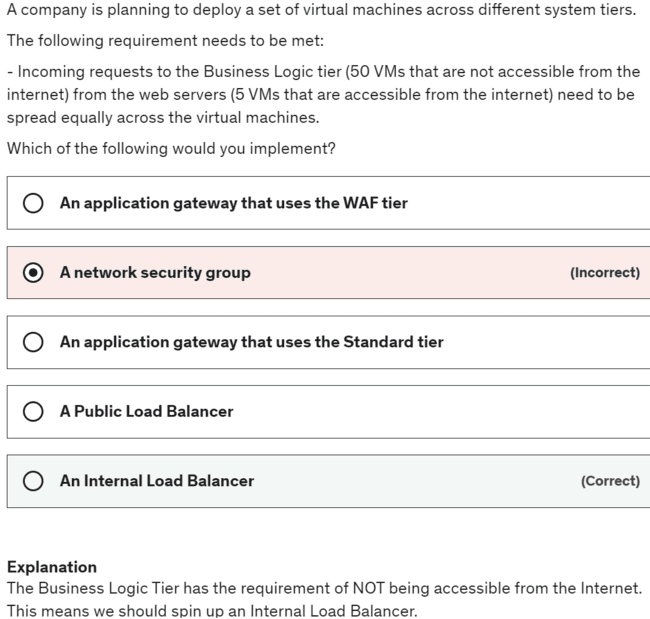 A company is planning to deploy a set of virtual machines across different system tiers.
The following requirement needs to be met:
- Incoming requests to the Business Logic tier (50 VMs that are not accessible from the
internet) from the web servers (5 VMs that are accessible from the internet) need to be
spread equally across the virtual machines.
Which of the following would you implement?
An application gateway that uses the WAF tier
A network security group (Incorrect)
An application gateway that uses the Standard tier
A Public Load Balancer
An Internal Load Balancer (Correct)
Explanation
The Business Logic Tier has the requirement of NOT being accessible from the Internet.
This means we should spin up an Internal Load Balancer.